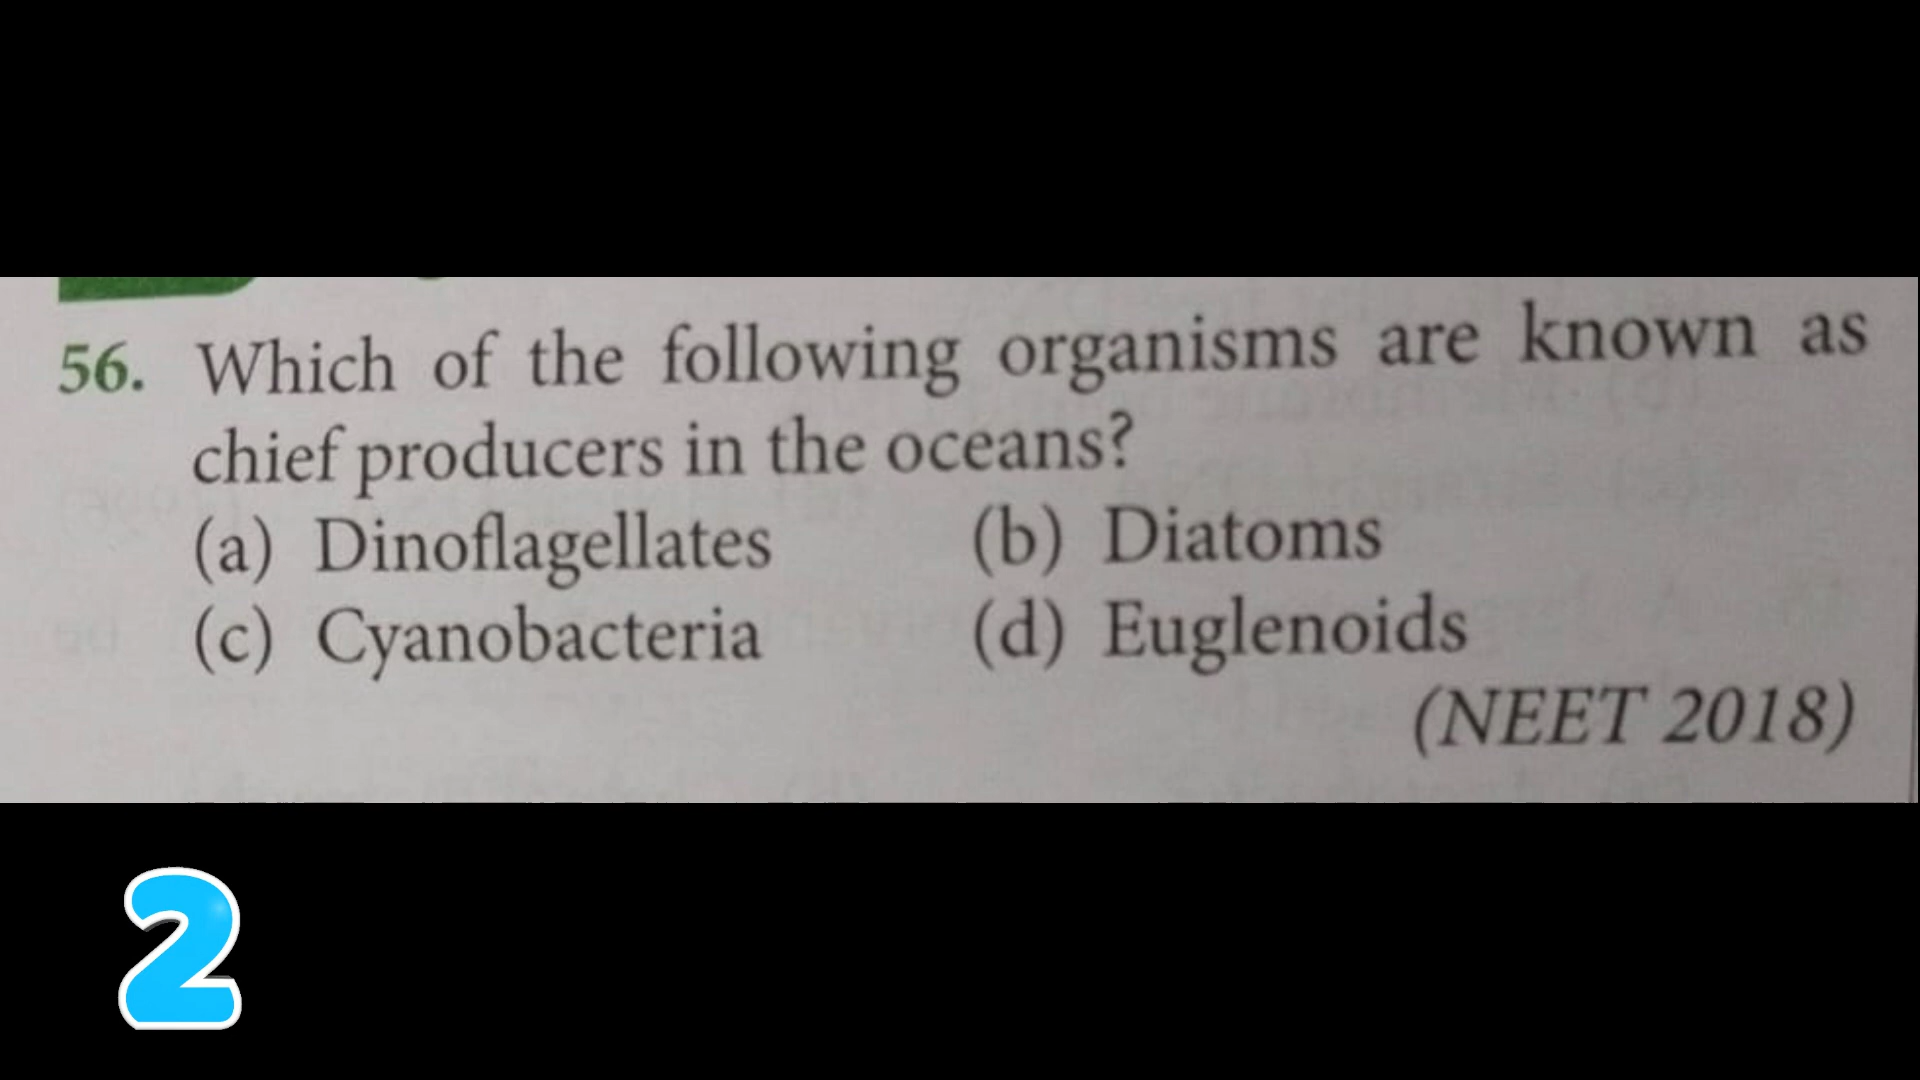 56. Which of the following organisms are known as
chief producers in the oceans?
(a) Dinoflagellates (b) Diatoms
(c) Cyanobacteria (d) Euglenoids
(NEET 2018)
2